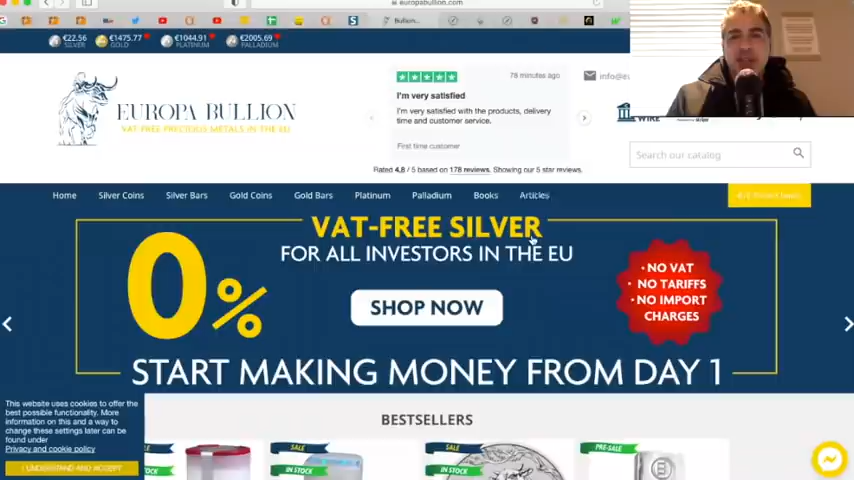 europabullion.com
Bullion...
€22.56
SILVER
€1475.77
GOLD
€1044.91
PLATINUM
€2005.69
PALLADIUM
EUROPA BULLION
VAT-FREE PRECIOUS METALS IN THE EU
78 minutes ago
I'm very satisfied
I'm very satisfied with the products, delivery
time and customer service.
First time customer
Rated 4,8 / 5 based on 178 reviews. Showing our 5 star reviews.
WIRE
Search our catalog
Home
Silver Coins
Silver Bars
Gold Coins
Gold Bars
Platinum
Palladium
Books
Articles
VAT-FREE SILVER
FOR ALL INVESTORS IN THE EU
0%
SHOP NOW
• NO VAT
• NO TARIFFS
• NO IMPORT
CHARGES
START MAKING MONEY FROM DAY 1
This website uses cookies to offer the
best possible functionality. More
information on this and a way to
change these settings later can be
found under
Privacy and cookie policy
I UNDERSTAND AND ACCEPT
BESTSELLERS
SALE
SALE
IN STOCK
SALE
IN STOCK
PRE-SALE